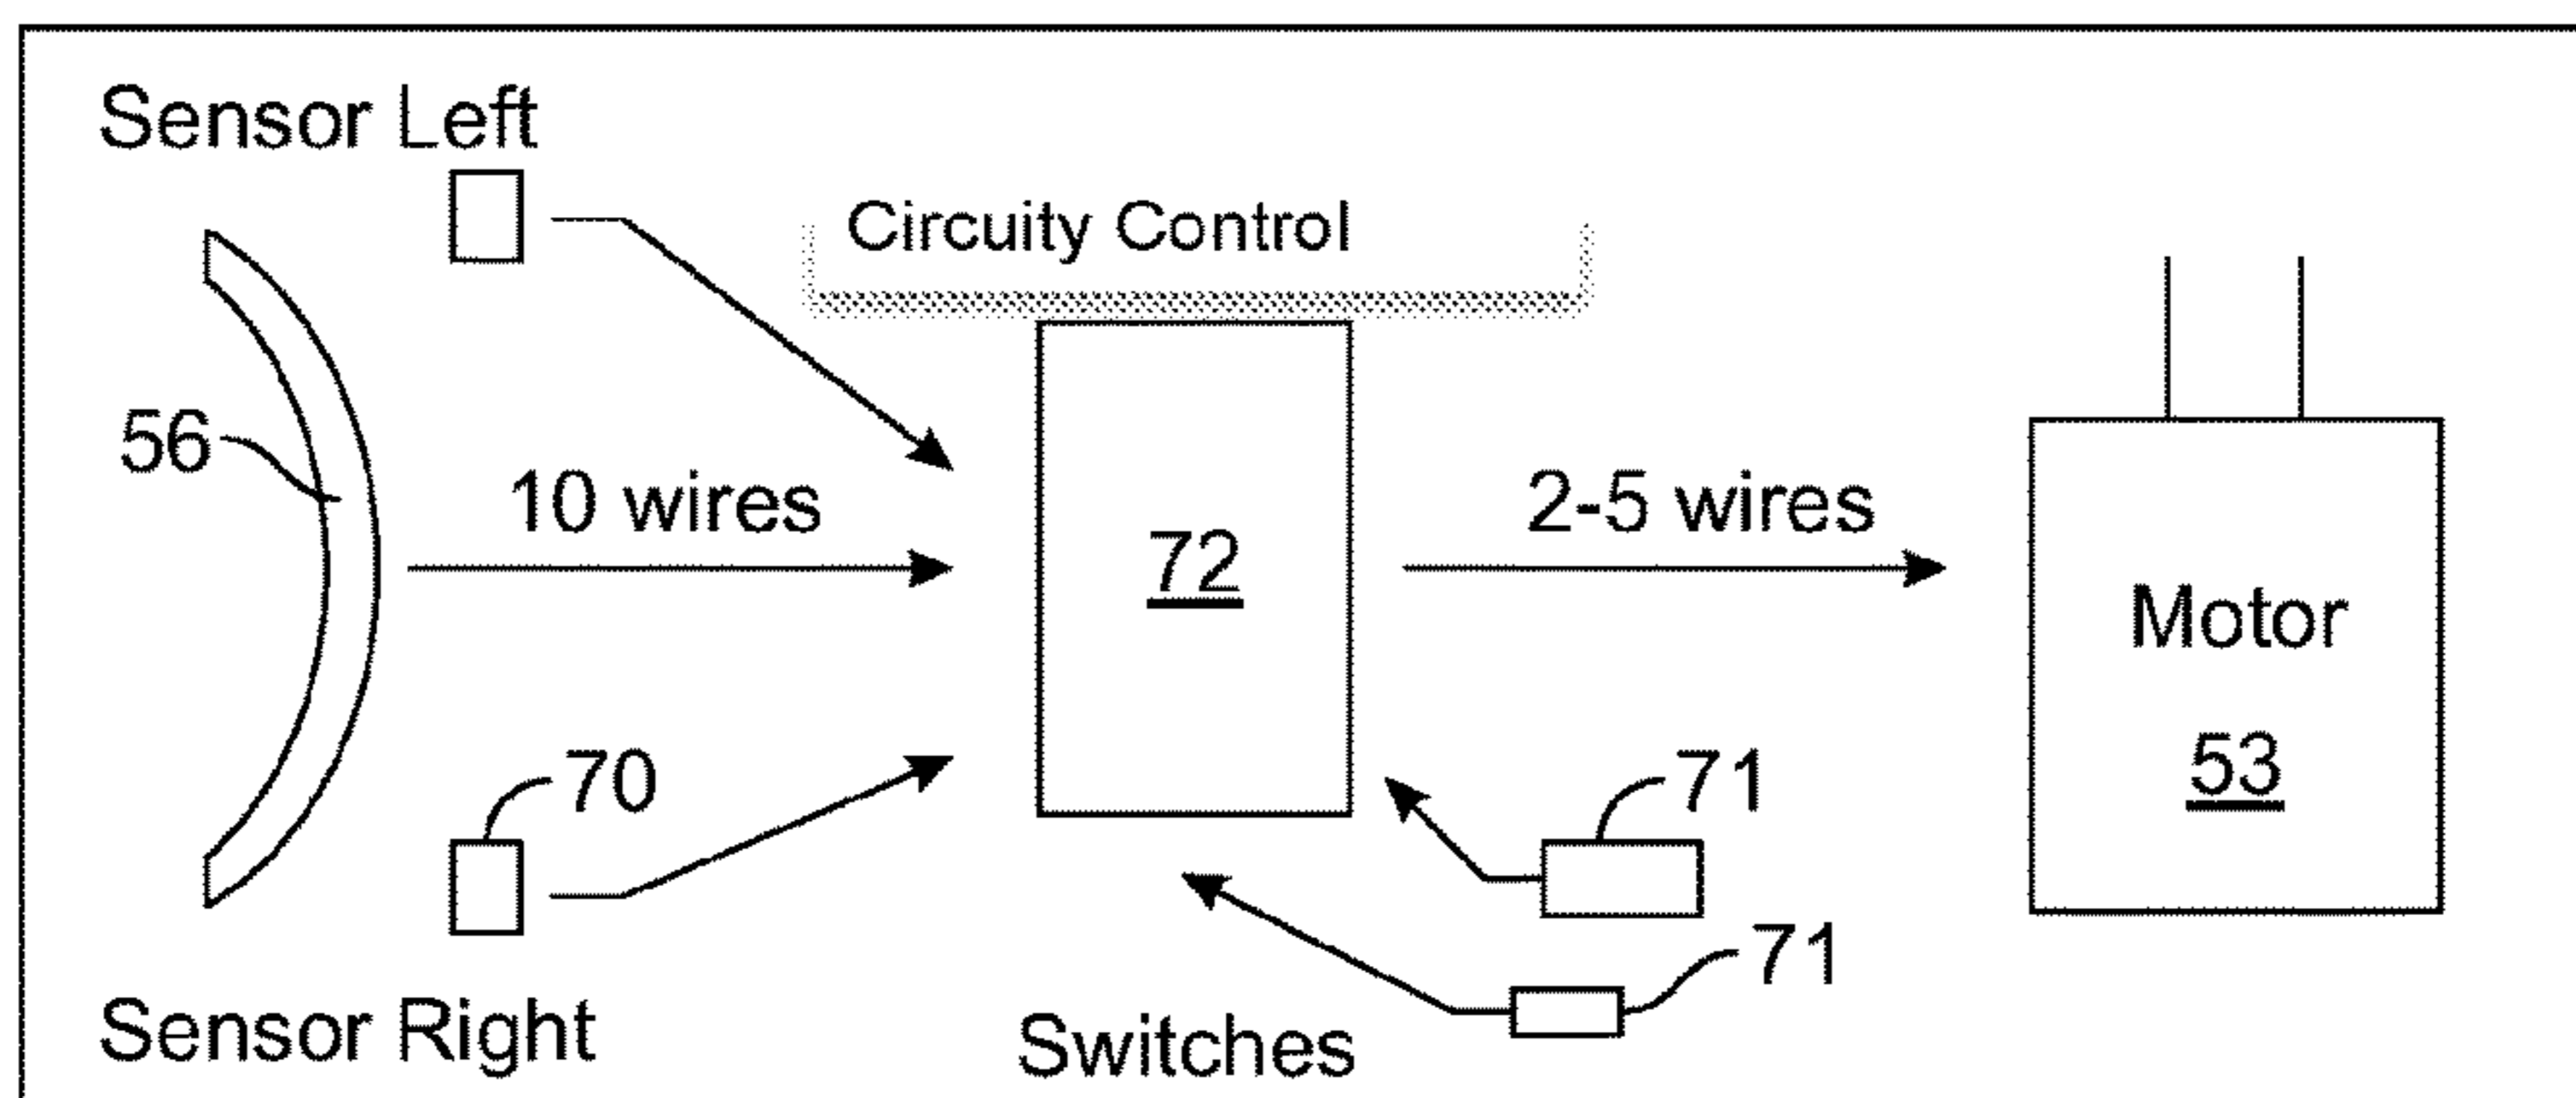 Sensor Left
Circuity Control
56
10 wires
2-5 wires
72
Motor
53
70
71
71
Sensor Right
Switches